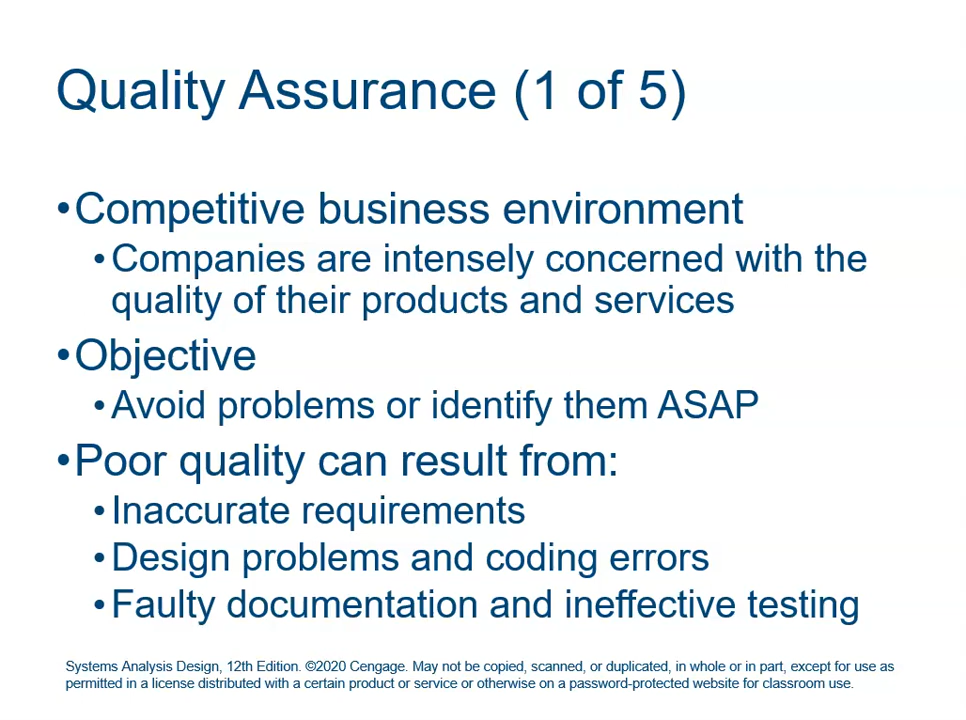 Quality Assurance (1 of 5)
•Competitive business environment
•Companies are intensely concerned with the
quality of their products and services
•Objective
•Avoid problems or identify them ASAP
•Poor quality can result from:
•Inaccurate requirements
•Design problems and coding errors
•Faulty documentation and ineffective testing
Systems Analysis Design, 12th Edition. ©2020 Cengage. May not be copied, scanned, or duplicated, in whole or in part, except for use as
permitted in a license distributed with a certain product or service or otherwise on a password-protected website for classroom use.